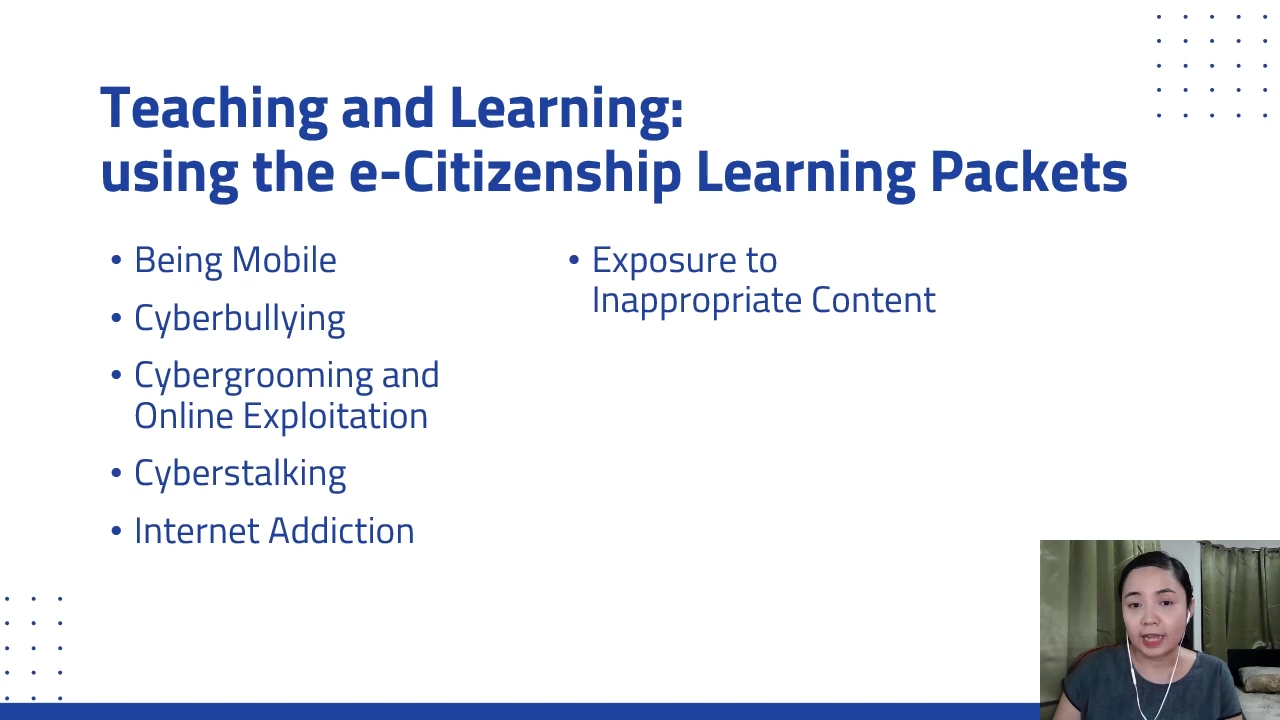 Teaching and Learning:
using the e-Citizenship Learning Packets
• Being Mobile
• Cyberbullying
• Cybergrooming and
Online Exploitation
• Cyberstalking
• Internet Addiction
• Exposure to
Inappropriate Content